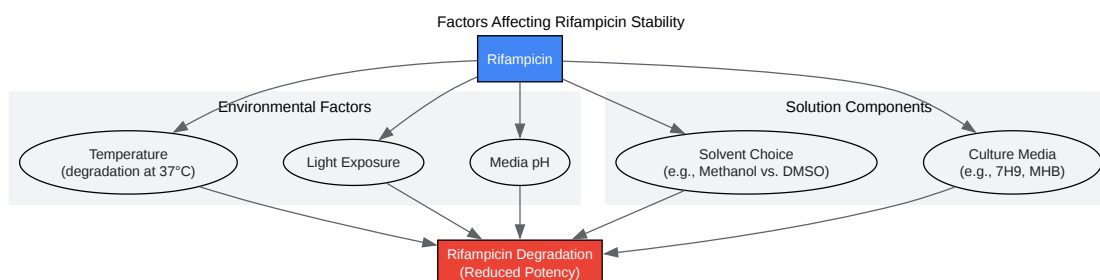 Factors Affecting Rifampicin Stability
Rifampicin
Environmental Factors
Solution Components
Temperature
(degradation at 37°C)
Light Exposure
Media pH
Solvent Choice
(e.g., Methanol vs. DMSO)
Culture Media
(e.g., 7H9, MHB)
Rifampicin Degradation
(Reduced Potency)